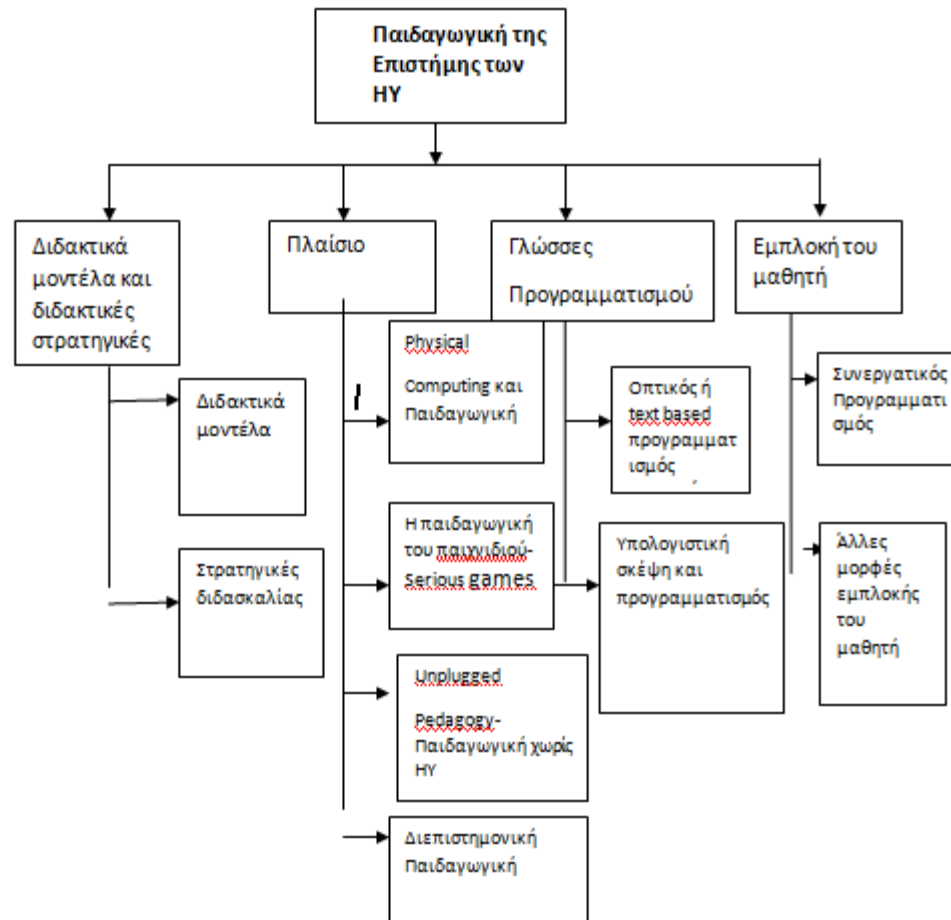 Παιδαγωγική της
Επιστήμης των
ΗΥ
Διδακτικά
μοντέλα και
διδακτικές
στρατηγικές
Πλαίσιο
Γλώσσες
Προγραμματισμού
Εμπλοκή του
μαθητή
Διδακτικά
μοντέλα
Στρατηγικές
διδασκαλίας
Physical
Computing και
Παιδαγωγική
Η παιδαγωγική
του παιχνιδιού-
Serious games
Unplugged
Pedagogy-
Παιδαγωγική χωρίς
ΗΥ
Διεπιστημονική
Παιδαγωγική
Οπτικός ή
text based
προγραμματ
ισμός
Υπολογιστική
σκέψη και
προγραμματισμός
Συνεργατικός
Προγραμματι
σμός
Άλλες
μορφές
εμπλοκής
του
μαθητή